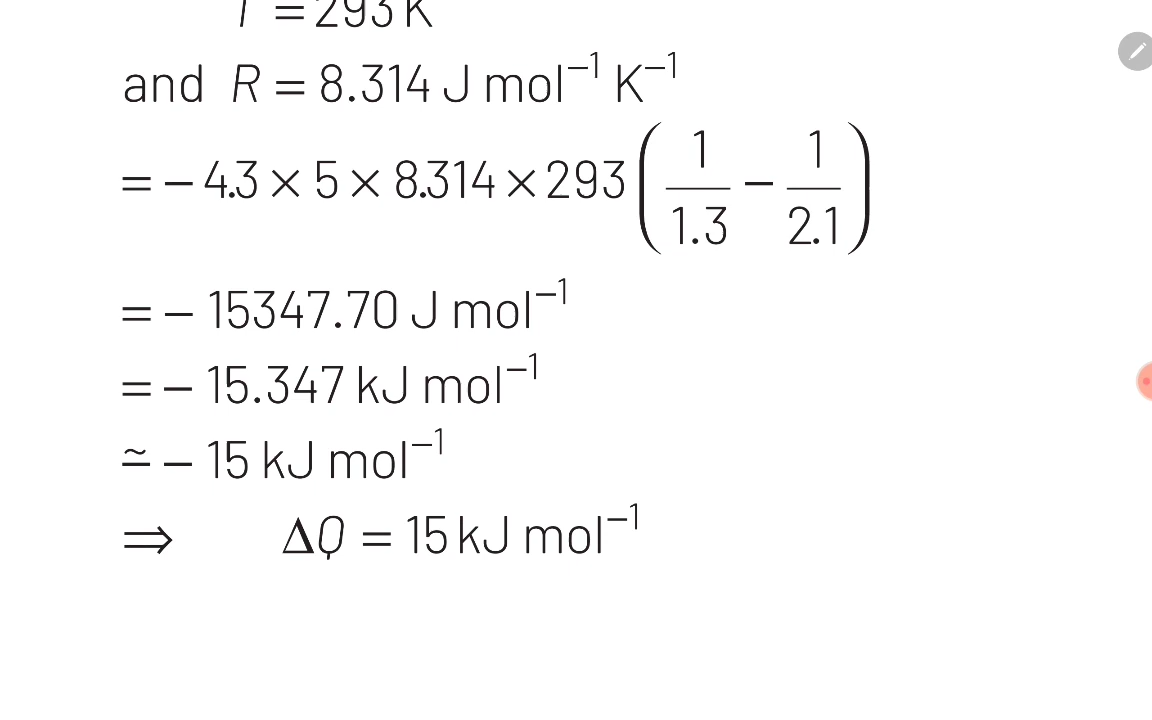 T = 293 K
and R = 8.314 J mol⁻¹ K⁻¹
= − 4.3 × 5 × 8.314 × 293 (1/1.3 − 1/2.1)
= − 15347.70 J mol⁻¹
= − 15.347 kJ mol⁻¹
≃ − 15 kJ mol⁻¹
⇒ ΔQ = 15 kJ mol⁻¹